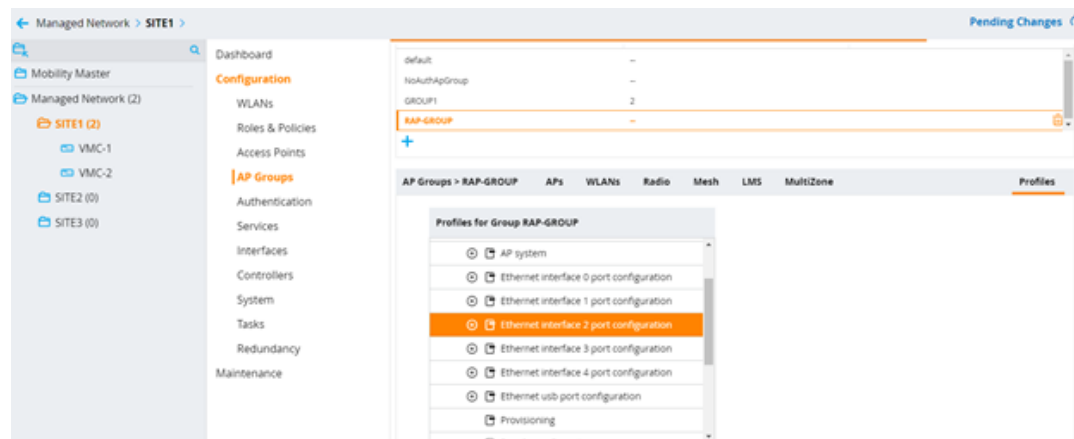 Managed Network > SITE1 >
Pending Changes
Mobility Master
Managed Network (2)
SITE1 (2)
VMC-1
VMC-2
SITE2 (0)
SITE3 (0)
Dashboard
Configuration
WLANs
Roles & Policies
Access Points
AP Groups
Authentication
Services
Interfaces
Controllers
System
Tasks
Redundancy
Maintenance
default --
NoAuthApGroup --
GROUP1 2
RAP-GROUP --
+
AP Groups > RAP-GROUP APs WLANs Radio Mesh LMS MultiZone Profiles
Profiles for Group RAP-GROUP
AP system
Ethernet interface 0 port configuration
Ethernet interface 1 port configuration
Ethernet interface 2 port configuration
Ethernet interface 3 port configuration
Ethernet interface 4 port configuration
Ethernet usb port configuration
Provisioning